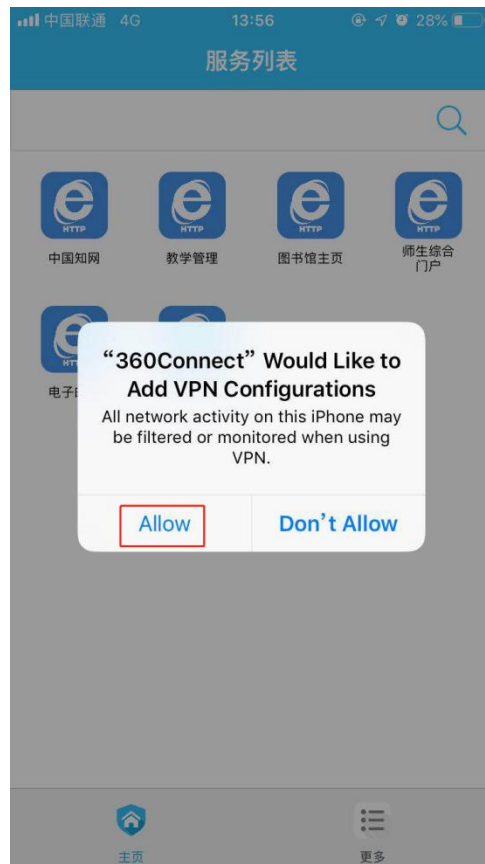 中国联通 4G 13:56 28%
服务列表
HTTP HTTP HTTP HTTP
中国知网 教学管理 图书馆主页 师生综合
门户
电子
“360Connect” Would Like to
Add VPN Configurations
All network activity on this iPhone may
be filtered or monitored when using
VPN.
Allow Don’t Allow
主页 更多